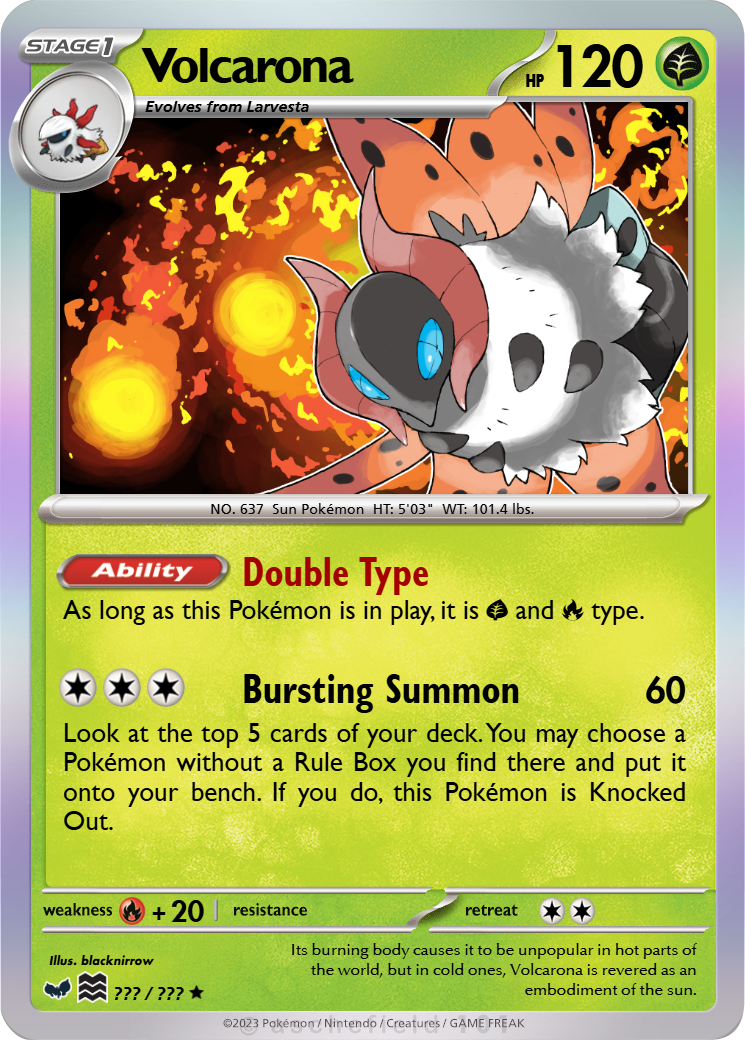 STAGE1
Volcarona
HP 120
Evolves from Larvesta
NO. 637 Sun Pokémon HT: 5'03" WT: 101.4 lbs.
Ability Double Type
As long as this Pokémon is in play, it is and type.
Bursting Summon 60
Look at the top 5 cards of your deck. You may choose a
Pokémon without a Rule Box you find there and put it
onto your bench. If you do, this Pokémon is Knocked
Out.
weakness + 20 resistance retreat
Illus. blacknirrow
??? / ??? ★
Its burning body causes it to be unpopular in hot parts of
the world, but in cold ones, Volcarona is revered as an
embodiment of the sun.
©2023 Pokémon / Nintendo / Creatures / GAME FREAK